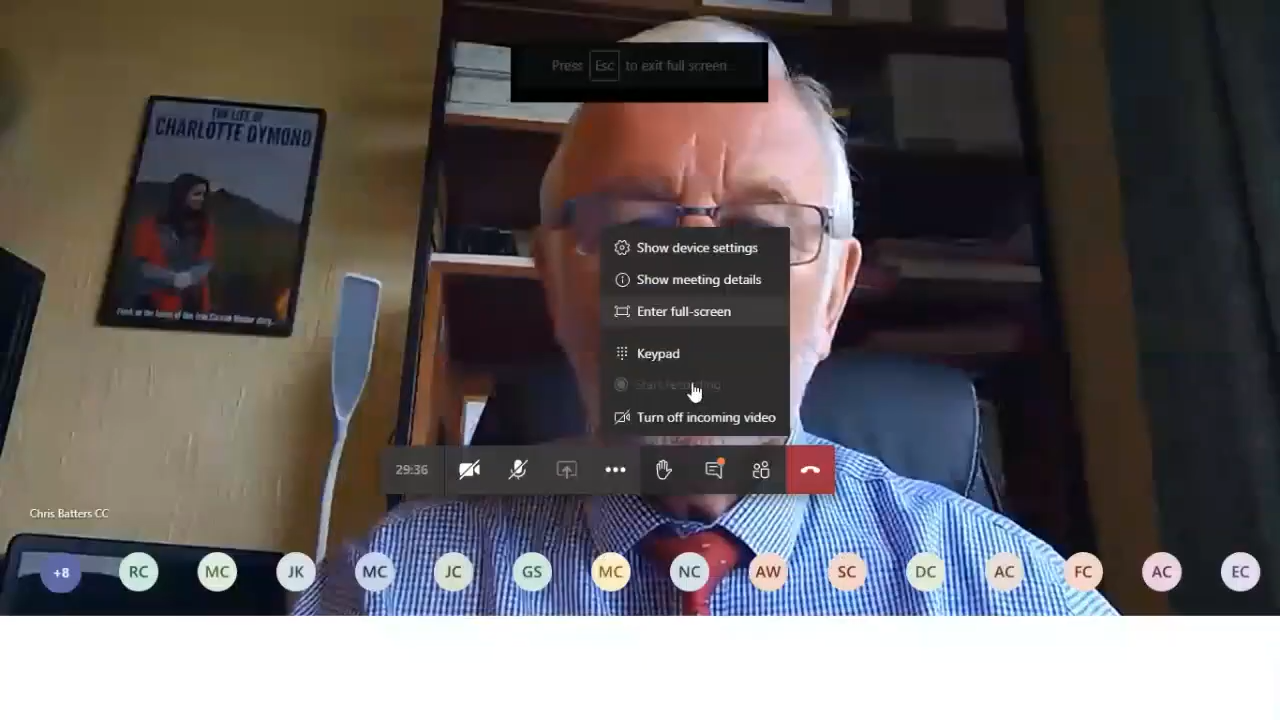 Press Esc to exit full screen
THE LIFE OF
CHARLOTTE DYMOND
Show device settings
Show meeting details
Enter full-screen
Keypad
Start recording
Turn off incoming video
29:36
Chris Batters CC
+8 RC MC JK MC JC GS MC NC AW SC DC AC FC AC EC